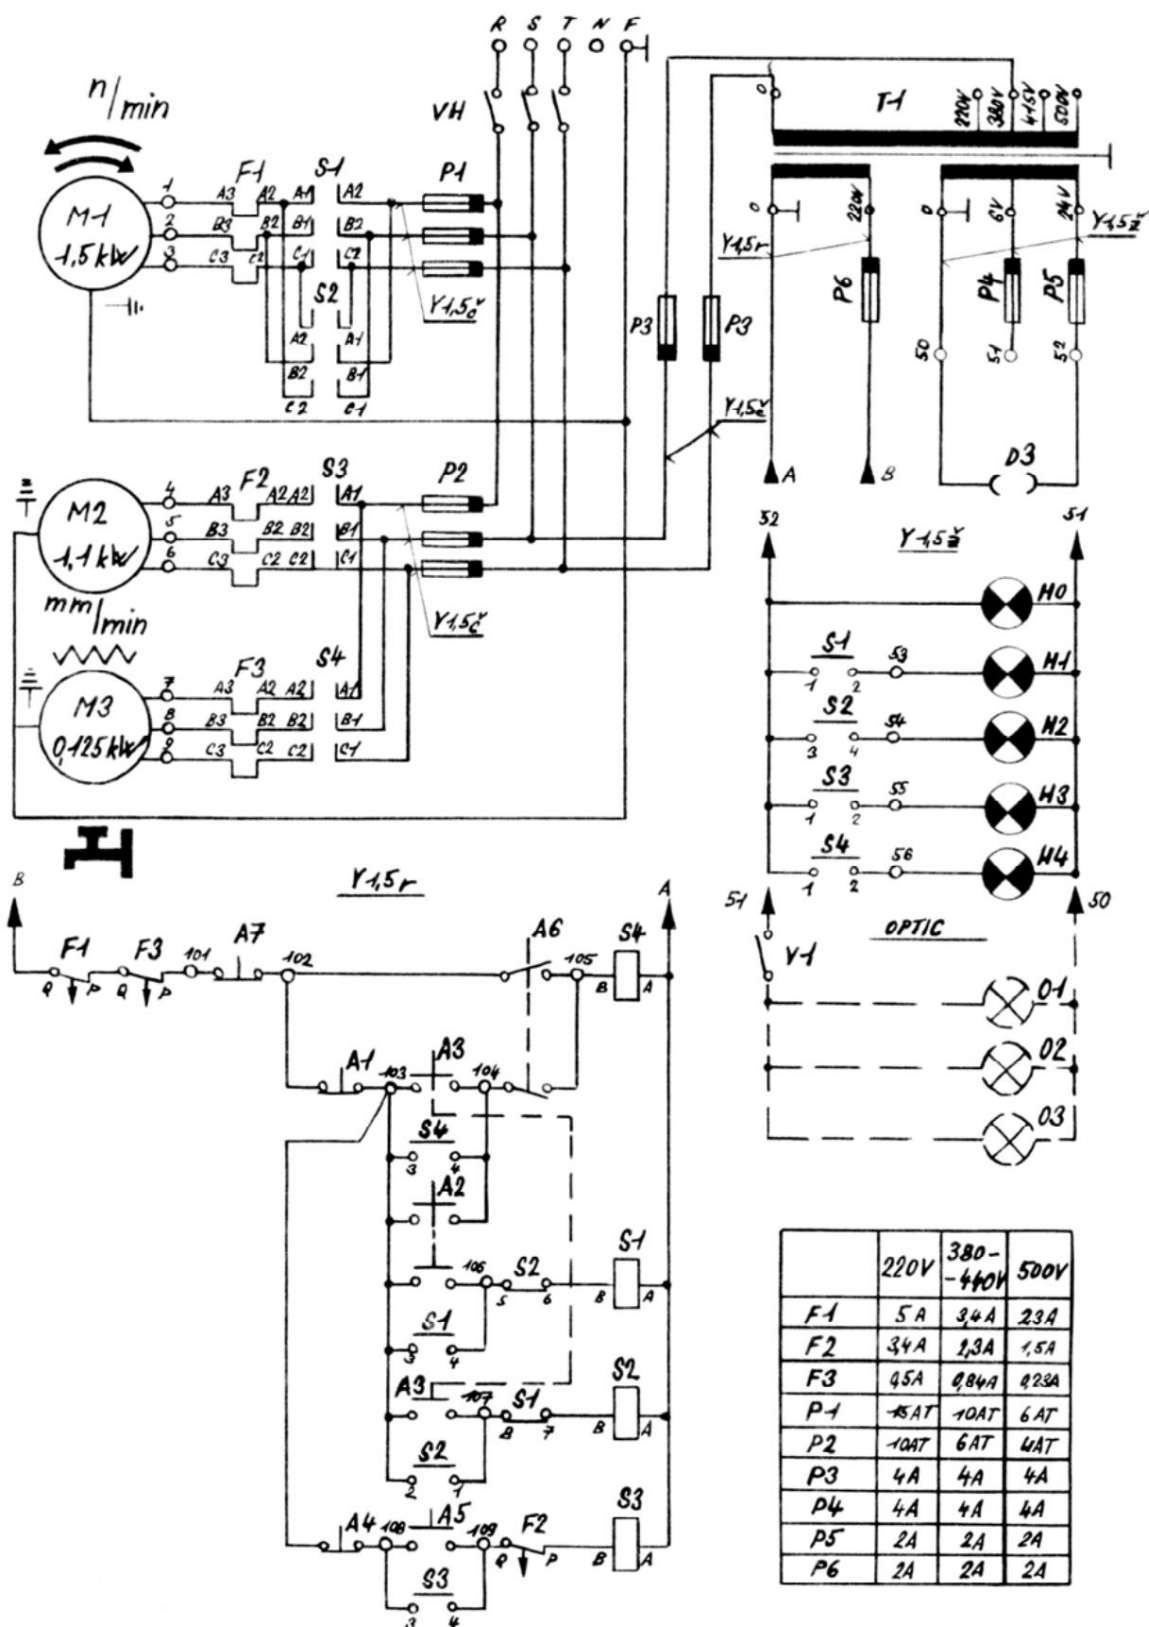 R S T N F
n/min
VH
T-1
0 220V 380V 415V 500V
F1 S1 P1
1 A3 A2 A1 A2
M-1 2 B3 B2 B1 B2
1,5 kW 3 C3 C2 C1 C2
S2
Y1,5č
A2 A1
B2 B1
C2 C1
0 220V 0 6V 24V
Y1,5r Y1,5ž
P6 P4 P5
P3 P3
50 51 52
Y1,5č
A B D3
F2 S3 P2
4 A3 A2 A2 A1
M2 5 B3 B2 B2 B1
1,1 kW 6 C3 C2 C2 C1
mm/min
Y1,5č
F3 S4
7 A3 A2 A2 A1
M3 8 B3 B2 B2 B1
0,125kW 9 C3 C2 C2 C1
52 Y1,5ž 51
H0
S1 53 H1
1 2
S2 54 H2
3 4
S3 55 H3
1 2
S4 56 H4
1 2
51 OPTIC 50
V-1
O1
O2
O3
B Y1,5r A
F1 F3 101 A7 102 A6 105 S4
Q P Q P B A
A1 103 A3 104
S4
3 4
A2
106 S2 S1
5 6 B A
S1
3 4
A3 107 S1 S2
8 7 B A
S2
2 1
A4 108 A5 109 F2 S3
Q P B A
S3
3 4
220V 380--440V 500V
F1 5A 3,4A 2,3A
F2 3,4A 2,3A 1,5A
F3 0,5A 0,84A 0,23A
P1 15AT 10AT 6AT
P2 10AT 6AT 4AT
P3 4A 4A 4A
P4 4A 4A 4A
P5 2A 2A 2A
P6 2A 2A 2A